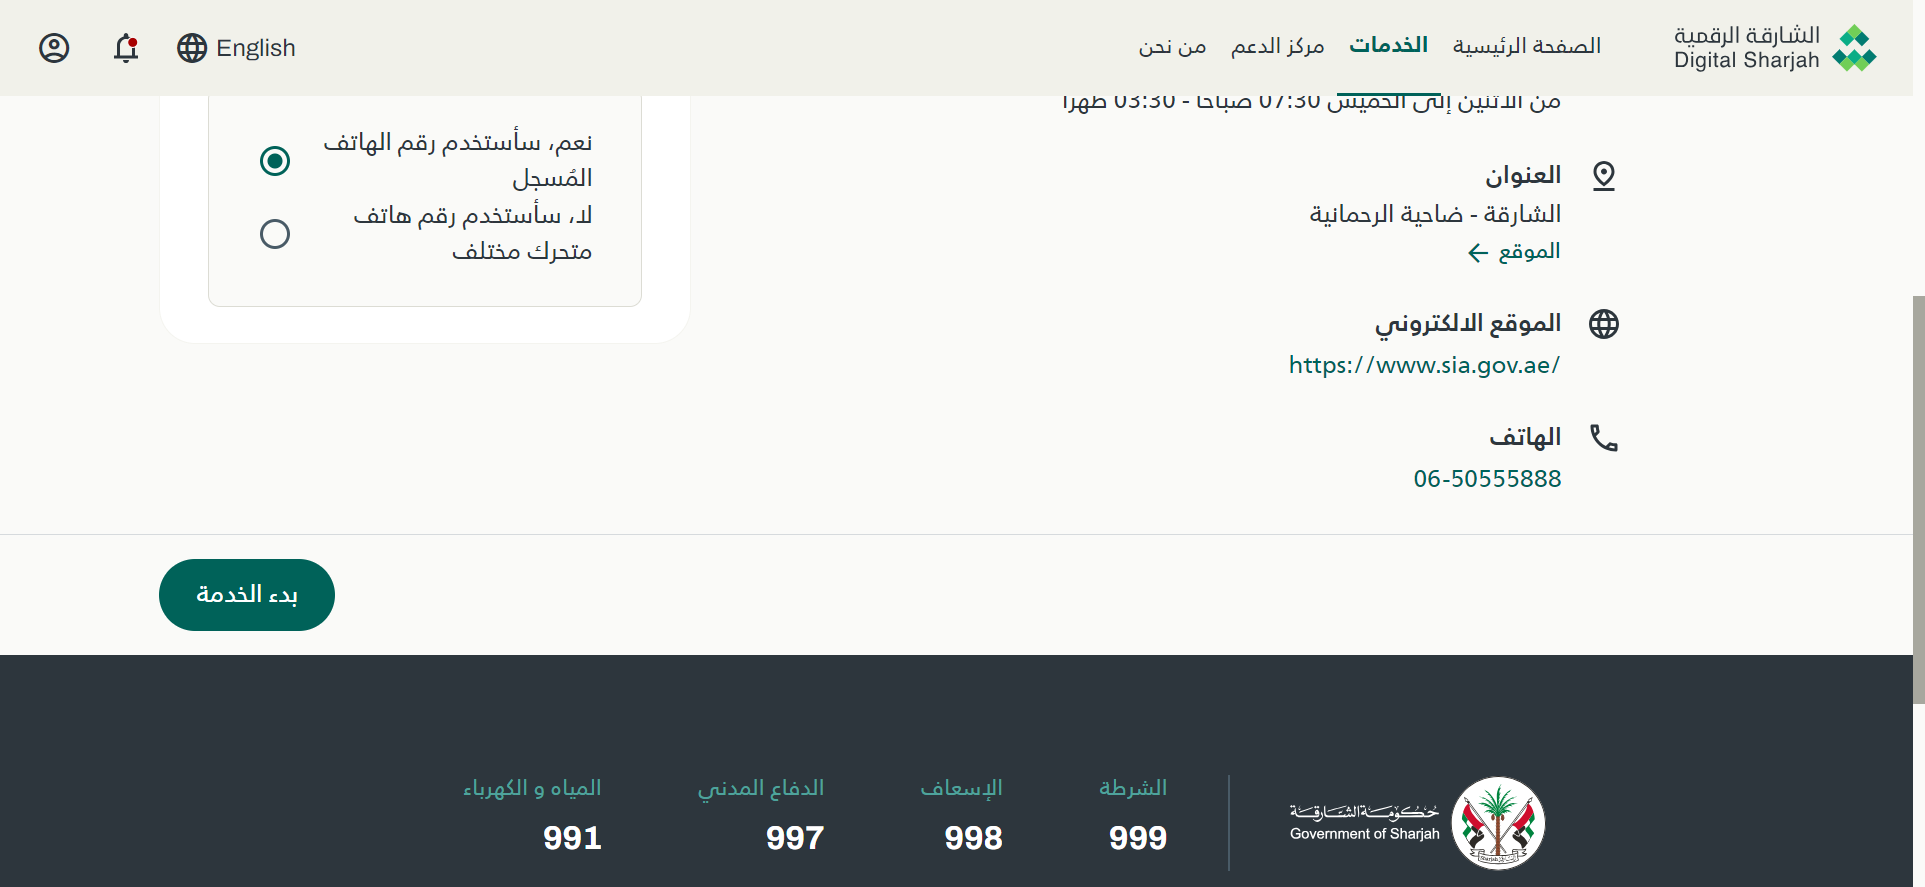 الشارقة الرقمية
Digital Sharjah
الصفحة الرئيسية
الخدمات
مركز الدعم
من نحن
English
من الاثنين إلى الخميس 07:30 صباحا - 03:30 ظهرا
العنوان
الشارقة - ضاحية الرحمانية
الموقع
الموقع الالكتروني
https://www.sia.gov.ae/
الهاتف
06-50555888
نعم، سأستخدم رقم الهاتف
المُسجل
لا، سأستخدم رقم هاتف
متحرك مختلف
بدء الخدمة
حكومة الشارقة
Government of Sharjah
الشرطة
999
الإسعاف
998
الدفاع المدني
997
المياه و الكهرباء
991